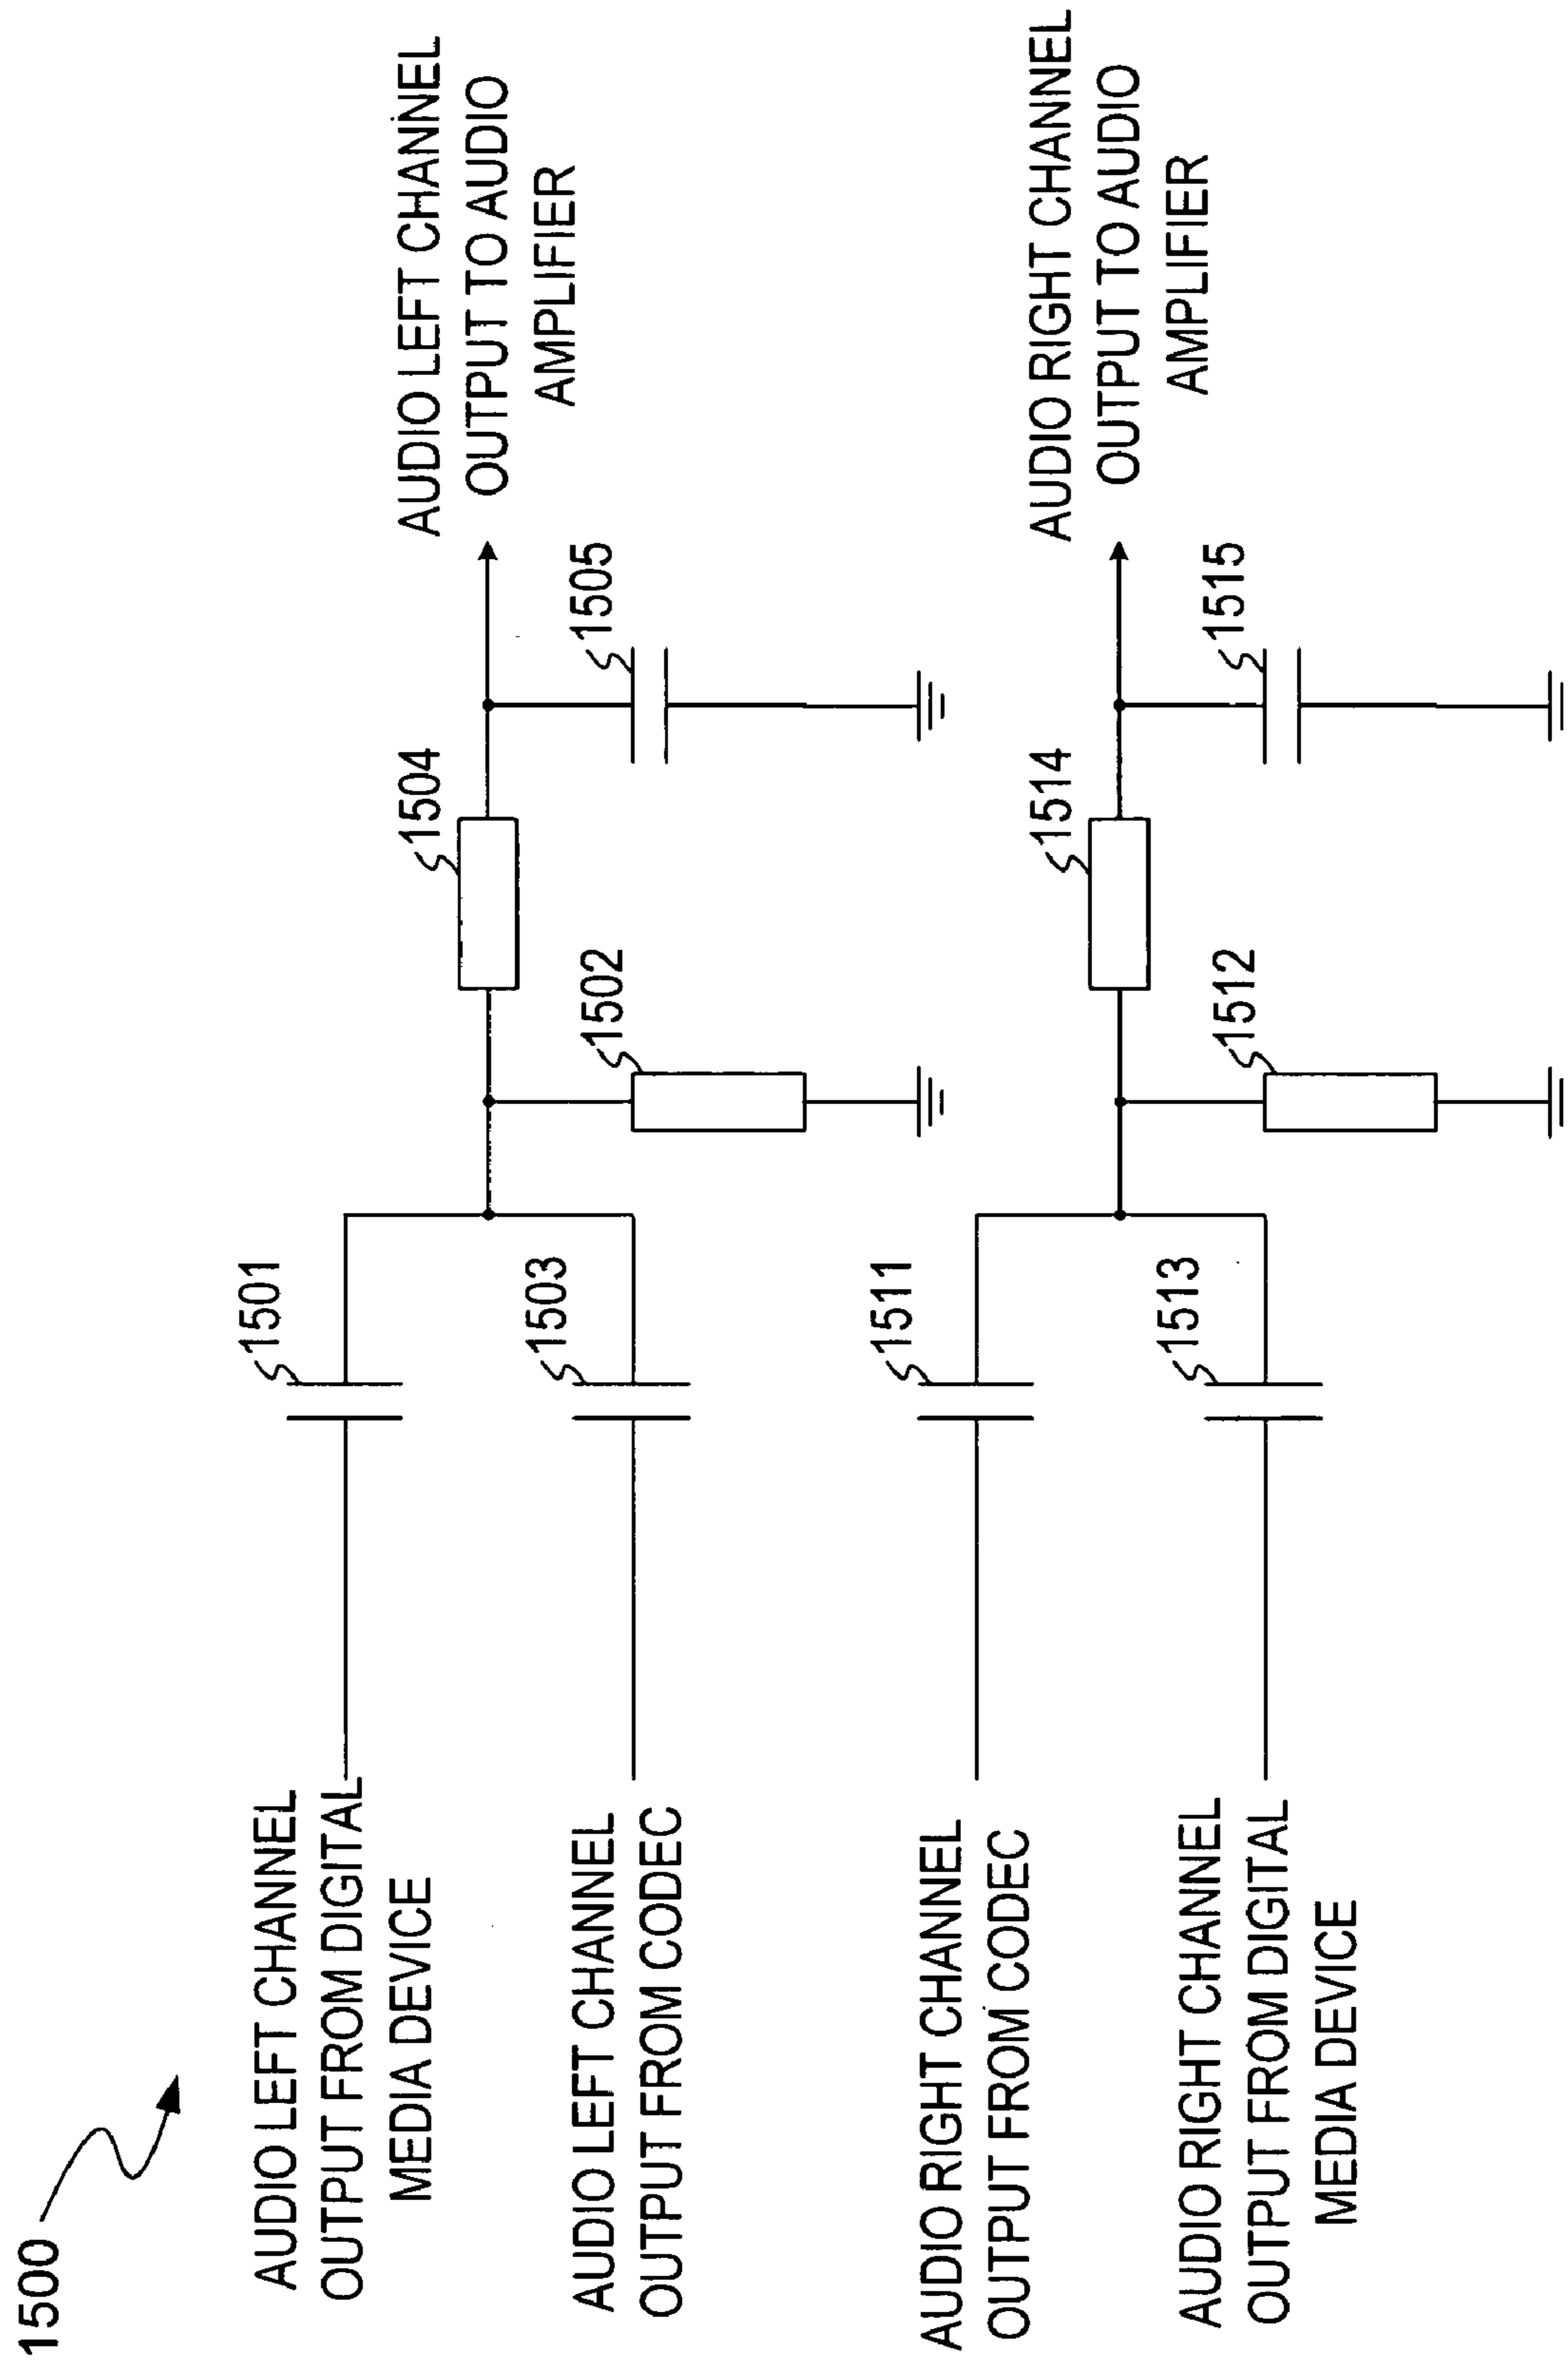 1500
AUDIO LEFT CHANNEL
OUTPUT FROM DIGITAL
MEDIA DEVICE
1501
AUDIO LEFT CHANNEL
OUTPUT FROM CODEC
1503
1502
1504
1505
AUDIO LEFT CHANNEL
OUTPUT TO AUDIO
AMPLIFIER
AUDIO RIGHT CHANNEL
OUTPUT FROM CODEC
1511
AUDIO RIGHT CHANNEL
OUTPUT FROM DIGITAL
MEDIA DEVICE
1513
1512
1514
1515
AUDIO RIGHT CHANNEL
OUTPUT TO AUDIO
AMPLIFIER